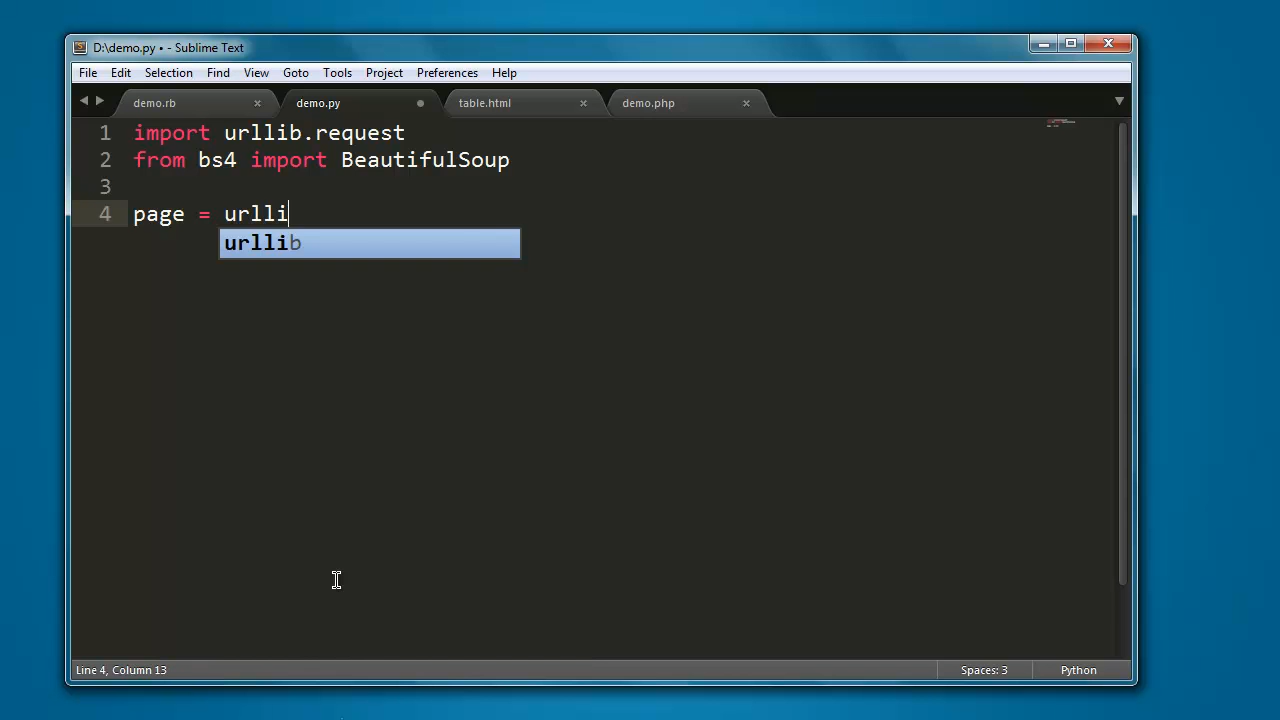 D:\demo.py • - Sublime Text
File Edit Selection Find View Goto Tools Project Preferences Help
demo.rb demo.py table.html demo.php
1 import urllib.request
2 from bs4 import BeautifulSoup
3
4 page = urlli
urllib
Line 4, Column 13 Spaces: 3 Python